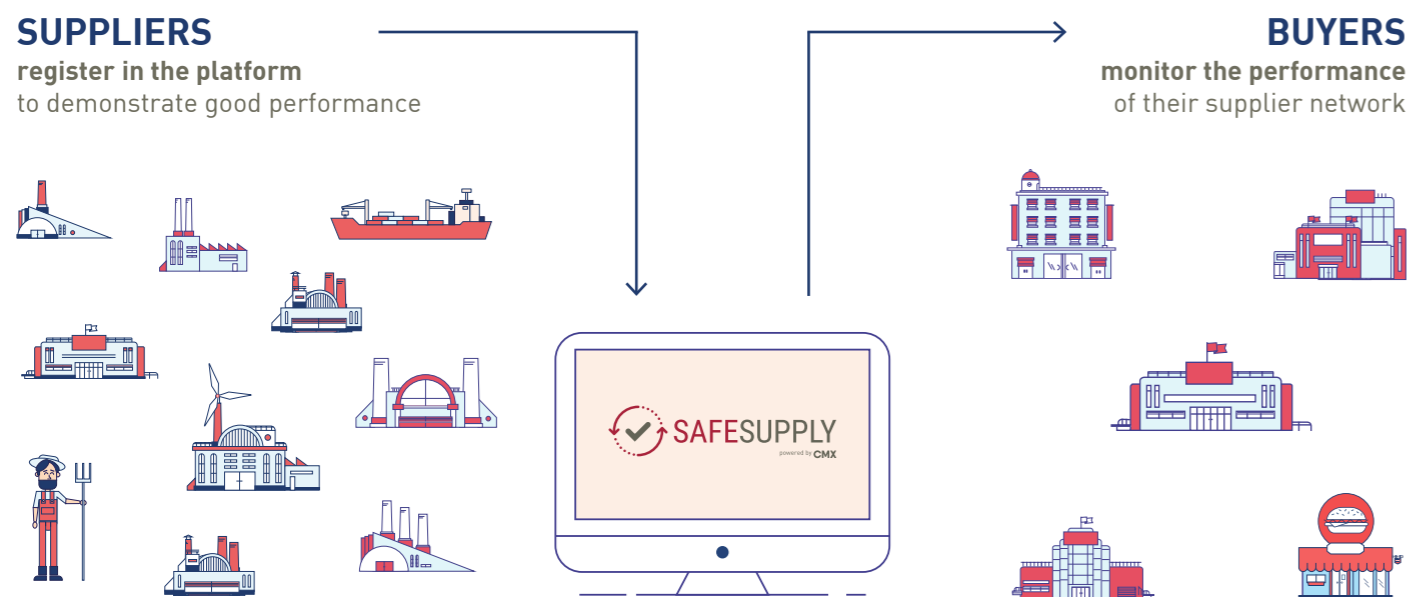 SUPPLIERS
register in the platform
to demonstrate good performance
BUYERS
monitor the performance
of their supplier network
SAFESUPPLY
powered by CMX